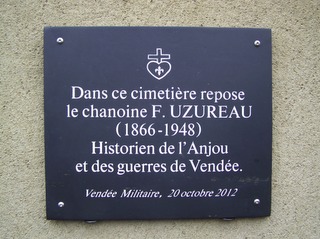 Dans ce cimetière repose
le chanoine F. UZUREAU
(1866-1948)
Historien de l'Anjou
et des guerres de Vendée.
Vendée Militaire, 20 octobre 2012